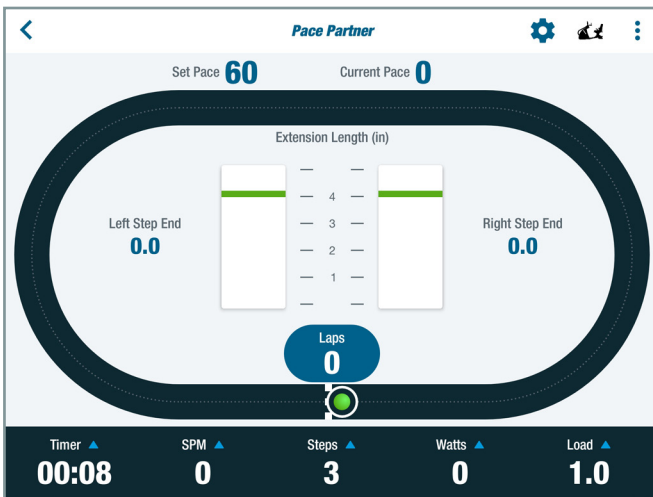 Pace Partner
Set Pace 60 Current Pace 0
Extension Length (in)
4
3
2
1
Left Step End
0.0
Right Step End
0.0
Laps
0
Timer SPM Steps Watts Load
00:08 0 3 0 1.0